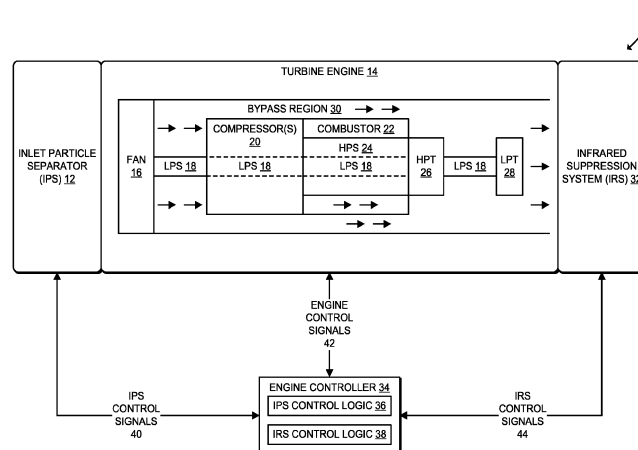 TURBINE ENGINE 14
BYPASS REGION 30
INLET PARTICLE
SEPARATOR
(IPS) 12
FAN
16
LPS 18
COMPRESSOR(S)
20
LPS 18
COMBUSTOR 22
HPS 24
LPS 18
HPT
26
LPS 18
LPT
28
INFRARED
SUPPRESSION
SYSTEM (IRS) 32
ENGINE
CONTROL
SIGNALS
42
IPS
CONTROL
SIGNALS
40
ENGINE CONTROLLER 34
IPS CONTROL LOGIC 36
IRS CONTROL LOGIC 38
IRS
CONTROL
SIGNALS
44